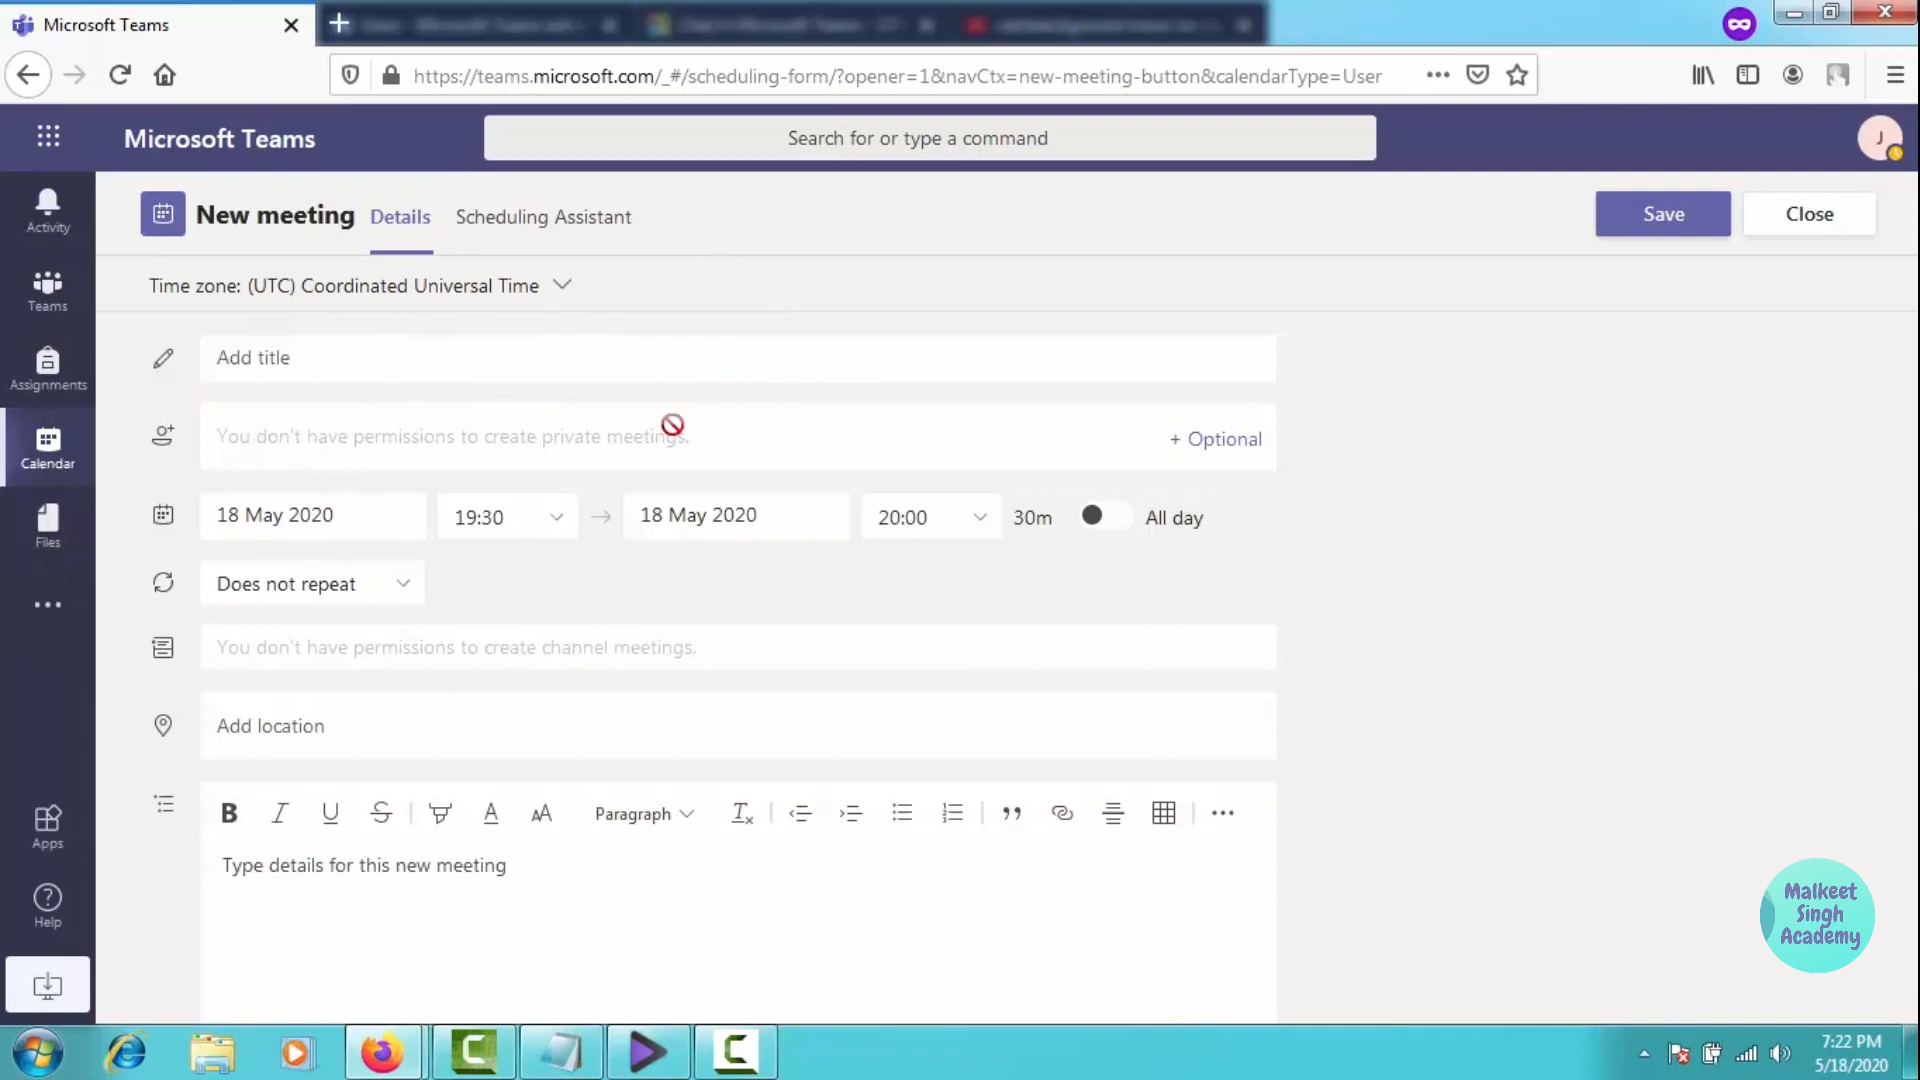 Microsoft Teams
https://teams.microsoft.com/_#/scheduling-form/?opener=1&navCtx=new-meeting-button&calendarType=User
Microsoft Teams
Search for or type a command
J
Activity
Teams
Assignments
Calendar
Files
Apps
Help
New meeting
Details
Scheduling Assistant
Save
Close
Time zone: (UTC) Coordinated Universal Time
Add title
You don't have permissions to create private meetings.
+ Optional
18 May 2020
19:30
18 May 2020
20:00
30m
All day
Does not repeat
You don't have permissions to create channel meetings.
Add location
Paragraph
Type details for this new meeting
Malkeet
Singh
Academy
7:22 PM
5/18/2020